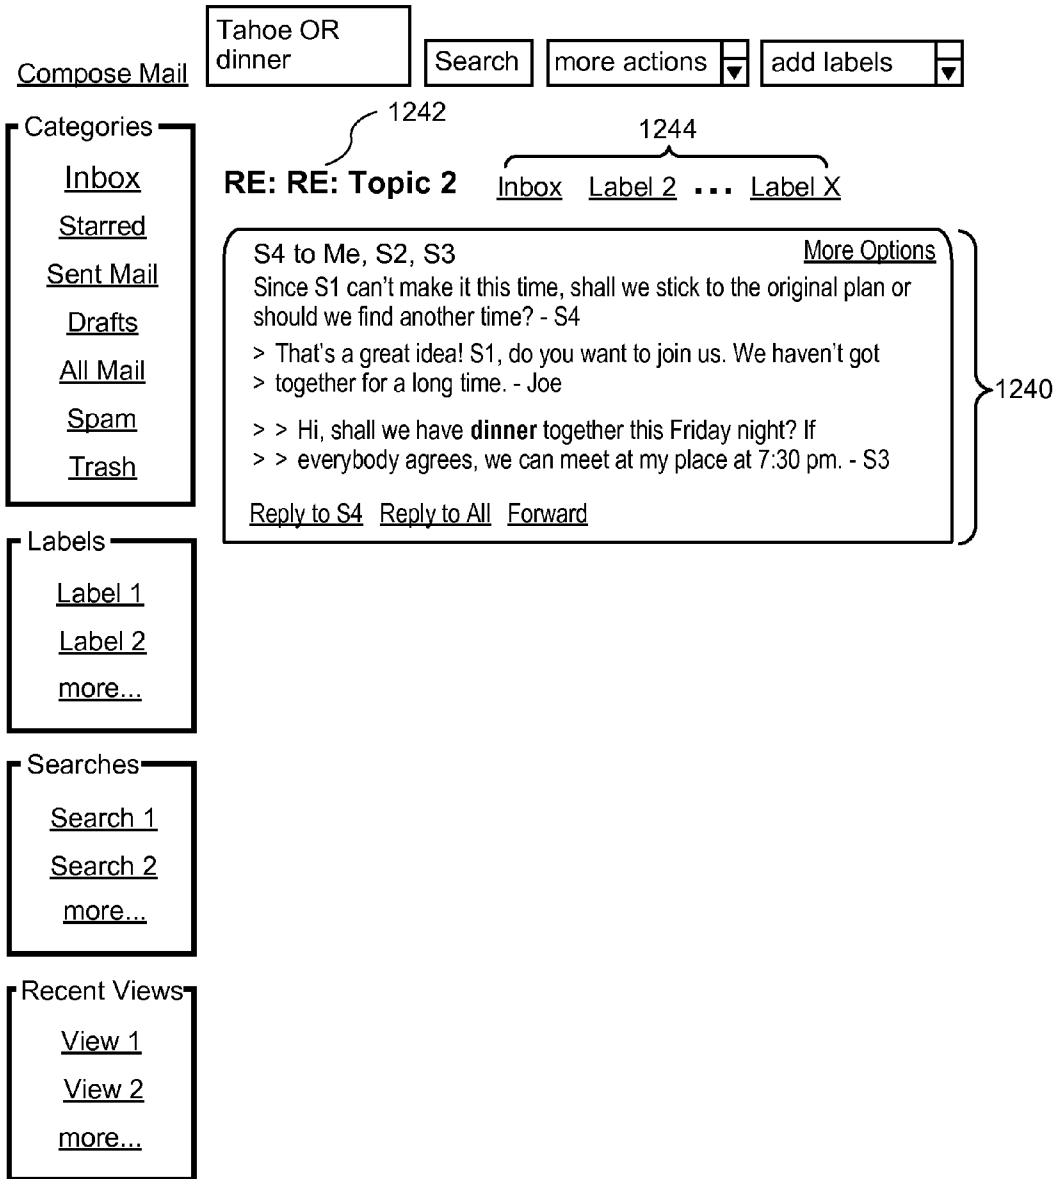 Compose Mail
Tahoe OR
dinner
Search
more actions
add labels
1242
1244
RE: RE: Topic 2
Inbox Label 2 ... Label X
Categories
Inbox
Starred
Sent Mail
Drafts
All Mail
Spam
Trash
S4 to Me, S2, S3 More Options
Since S1 can't make it this time, shall we stick to the original plan or
should we find another time? - S4
> That's a great idea! S1, do you want to join us. We haven't got
> together for a long time. - Joe
> > Hi, shall we have dinner together this Friday night? If
> > everybody agrees, we can meet at my place at 7:30 pm. - S3
Reply to S4 Reply to All Forward
1240
Labels
Label 1
Label 2
more...
Searches
Search 1
Search 2
more...
Recent Views
View 1
View 2
more...